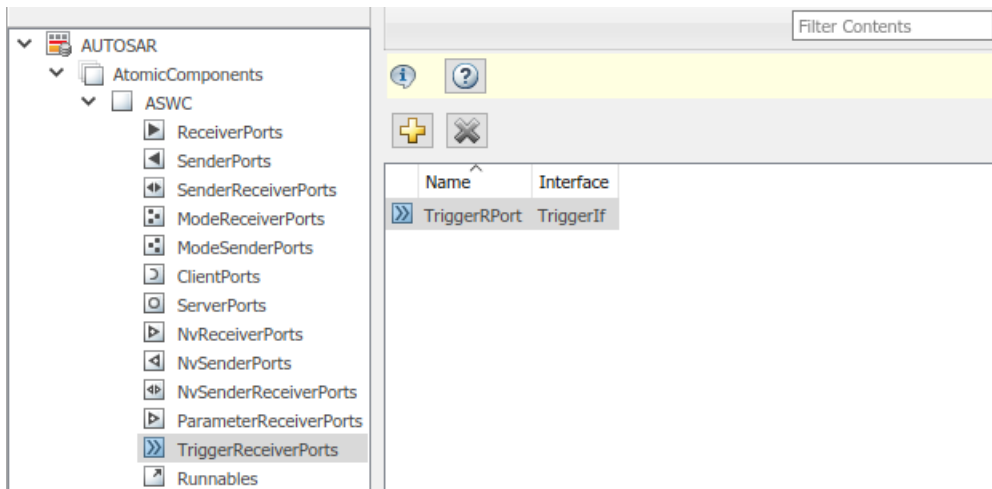 AUTOSAR
AtomicComponents
ASWC
ReceiverPorts
SenderPorts
SenderReceiverPorts
ModeReceiverPorts
ModeSenderPorts
ClientPorts
ServerPorts
NvReceiverPorts
NvSenderPorts
NvSenderReceiverPorts
ParameterReceiverPorts
TriggerReceiverPorts
Runnables
Filter Contents
Name Interface
TriggerRPort TriggerIf